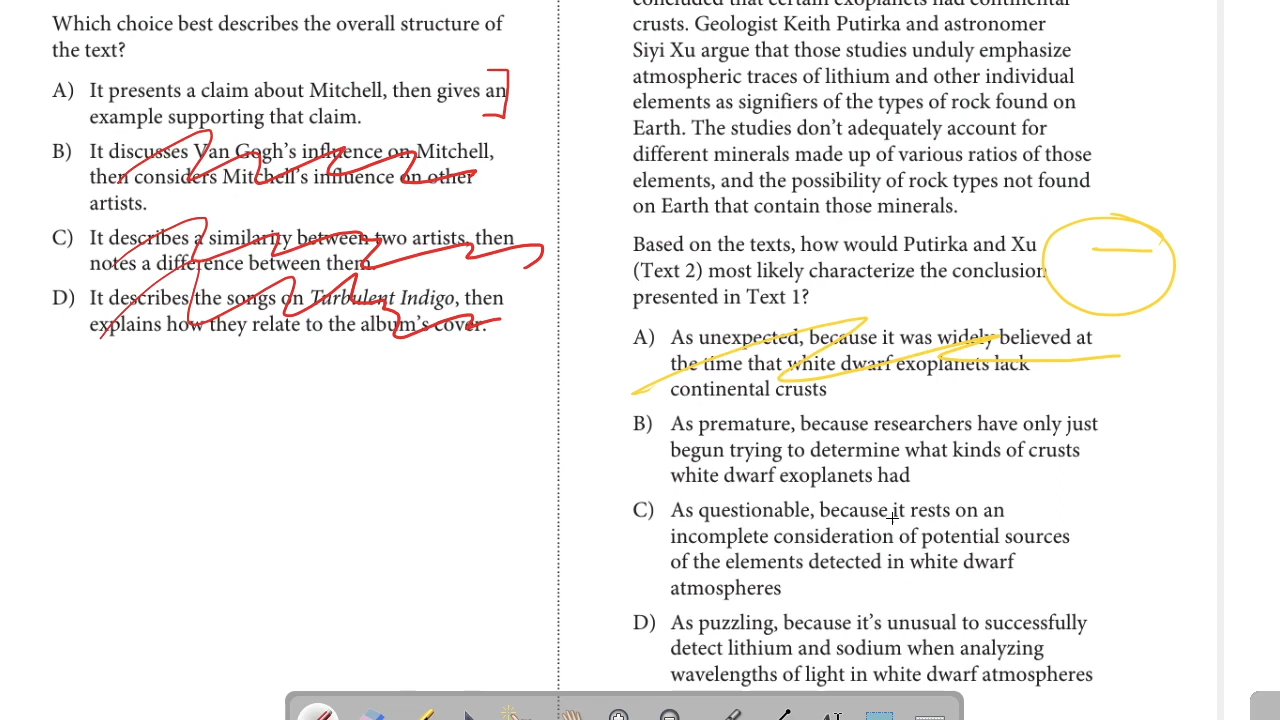 Which choice best describes the overall structure of
the text?
A) It presents a claim about Mitchell, then gives an
example supporting that claim.
B) It discusses Van Gogh's influence on Mitchell,
then considers Mitchell's influence on other
artists.
C) It describes a similarity between two artists, then
notes a difference between them.
D) It describes the songs on Turbulent Indigo, then
explains how they relate to the album's cover.
concluded that certain exoplanets had continental
crusts. Geologist Keith Putirka and astronomer
Siyi Xu argue that those studies unduly emphasize
atmospheric traces of lithium and other individual
elements as signifiers of the types of rock found on
Earth. The studies don't adequately account for
different minerals made up of various ratios of those
elements, and the possibility of rock types not found
on Earth that contain those minerals.
Based on the texts, how would Putirka and Xu
(Text 2) most likely characterize the conclusion
presented in Text 1?
A) As unexpected, because it was widely believed at
the time that white dwarf exoplanets lack
continental crusts
B) As premature, because researchers have only just
begun trying to determine what kinds of crusts
white dwarf exoplanets had
C) As questionable, because it rests on an
incomplete consideration of potential sources
of the elements detected in white dwarf
atmospheres
D) As puzzling, because it's unusual to successfully
detect lithium and sodium when analyzing
wavelengths of light in white dwarf atmospheres